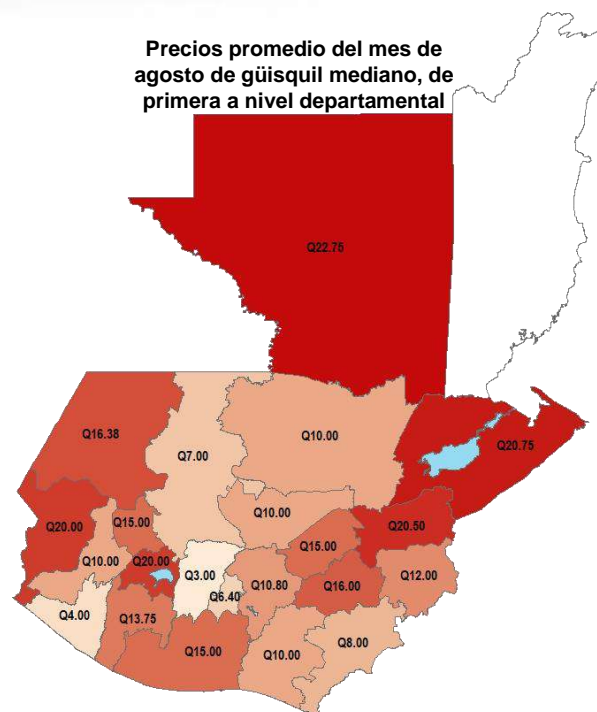 Precios promedio del mes de
agosto de güisquil mediano, de
primera a nivel departamental
Q22.75
Q16.38
Q7.00
Q10.00
Q20.75
Q20.00
Q15.00
Q10.00
Q20.50
Q10.00
Q20.00
Q3.00
Q15.00
Q12.00
Q6.40
Q10.80
Q16.00
Q4.00
Q13.75
Q15.00
Q10.00
Q8.00